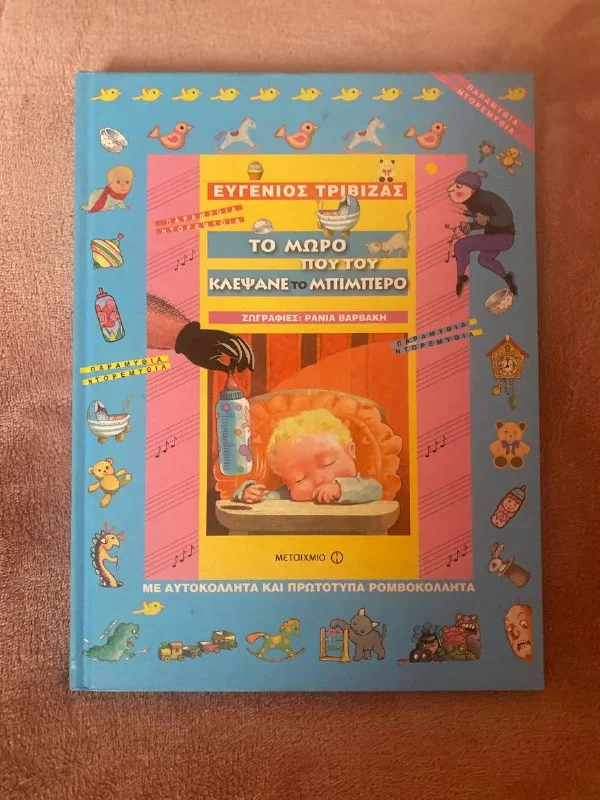 ΠΑΡΑΜΥΘΙΑ
ΝΤΟΡΕΜΥΘΙΑ
ΕΥΓΕΝΙΟΣ ΤΡΙΒΙΖΑΣ
ΠΑΡΑΜΥΘΙΑ
ΝΤΟΡΕΜΥΘΙΑ
ΤΟ ΜΩΡΟ
ΠΟΥ ΤΟΥ
ΚΛΕΨΑΝΕ ΤΟ ΜΠΙΜΠΕΡΟ
ΖΩΓΡΑΦΙΕΣ: ΡΑΝΙΑ ΒΑΡΒΑΚΗ
ΠΑΡΑΜΥΘΙΑ
ΝΤΟΡΕΜΥΘΙΑ
ΠΑΡΑΜΥΘΙΑ
ΝΤΟΡΕΜΥΘΙΑ
ΜΕΤΑΙΧΜΙΟ
ΜΕ ΑΥΤΟΚΟΛΛΗΤΑ ΚΑΙ ΠΡΩΤΟΤΥΠΑ ΡΟΜΒΟΚΟΛΛΗΤΑ